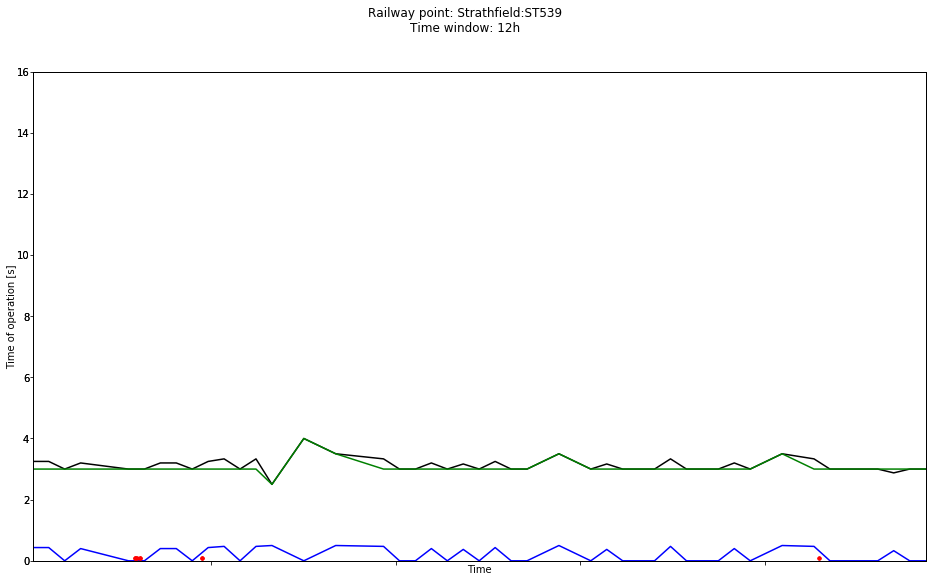 Railway point: Strathfield:ST539
Time window: 12h
16
14
12
10
8
6
4
2
0
Time of operation [s]
Time